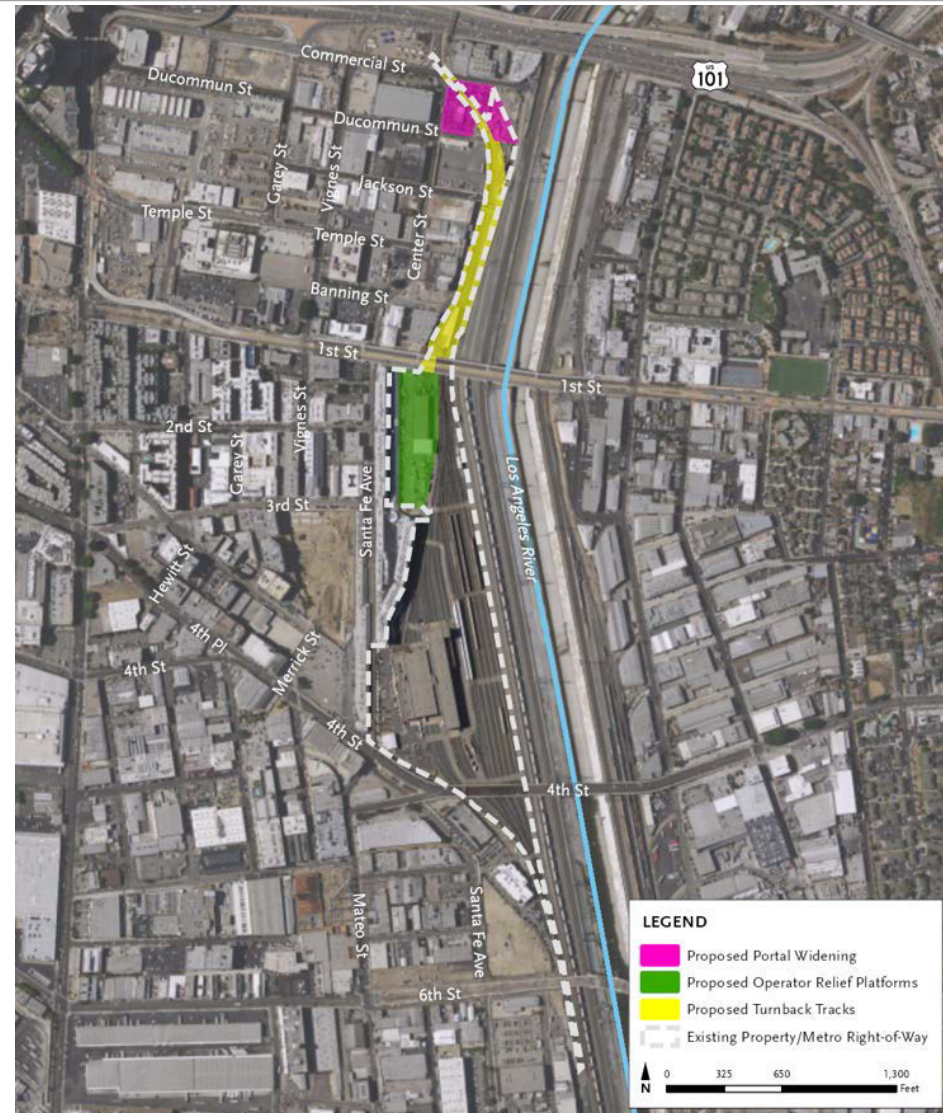 Commercial St
Ducommun St
US
101
Ducommun St
Garey St
Vignes St
Jackson St
Temple St
Temple St
Center St
Banning St
1st St
1st St
Vignes St
2nd St
Garey St
Santa Fe Ave
Los Angeles River
3rd St
Hewitt St
4th Pl
Merrick St
4th St
4th St
4th St
Mateo St
Santa Fe Ave
6th St
LEGEND
Proposed Portal Widening
Proposed Operator Relief Platforms
Proposed Turnback Tracks
Existing Property/Metro Right-of-Way
N
0 325 650 1,300
Feet